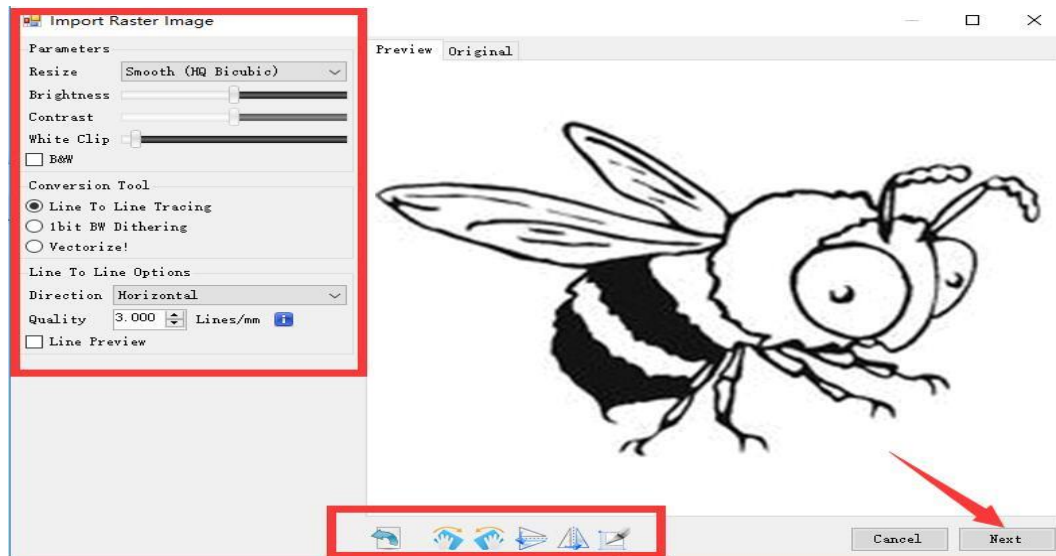 Import Raster Image
Parameters
Resize Smooth (HQ Bicubic)
Brightness
Contrast
White Clip
B&W
Conversion Tool
Line To Line Tracing
1bit BW Dithering
Vectorize!
Line To Line Options
Direction Horizontal
Quality 3.000 Lines/mm
Line Preview
Preview Original
Cancel Next